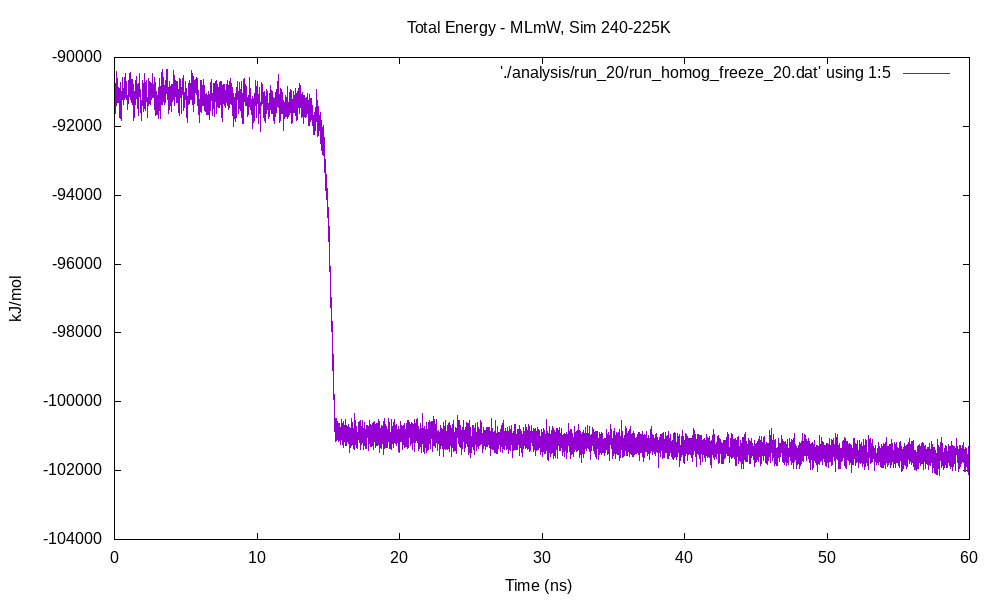 Total Energy - MLmW, Sim 240-225K
'./analysis/run_20/run_homog_freeze_20.dat' using 1:5
-90000
-92000
-94000
-96000
-98000
-100000
-102000
-104000
kJ/mol
0 10 20 30 40 50 60
Time (ns)